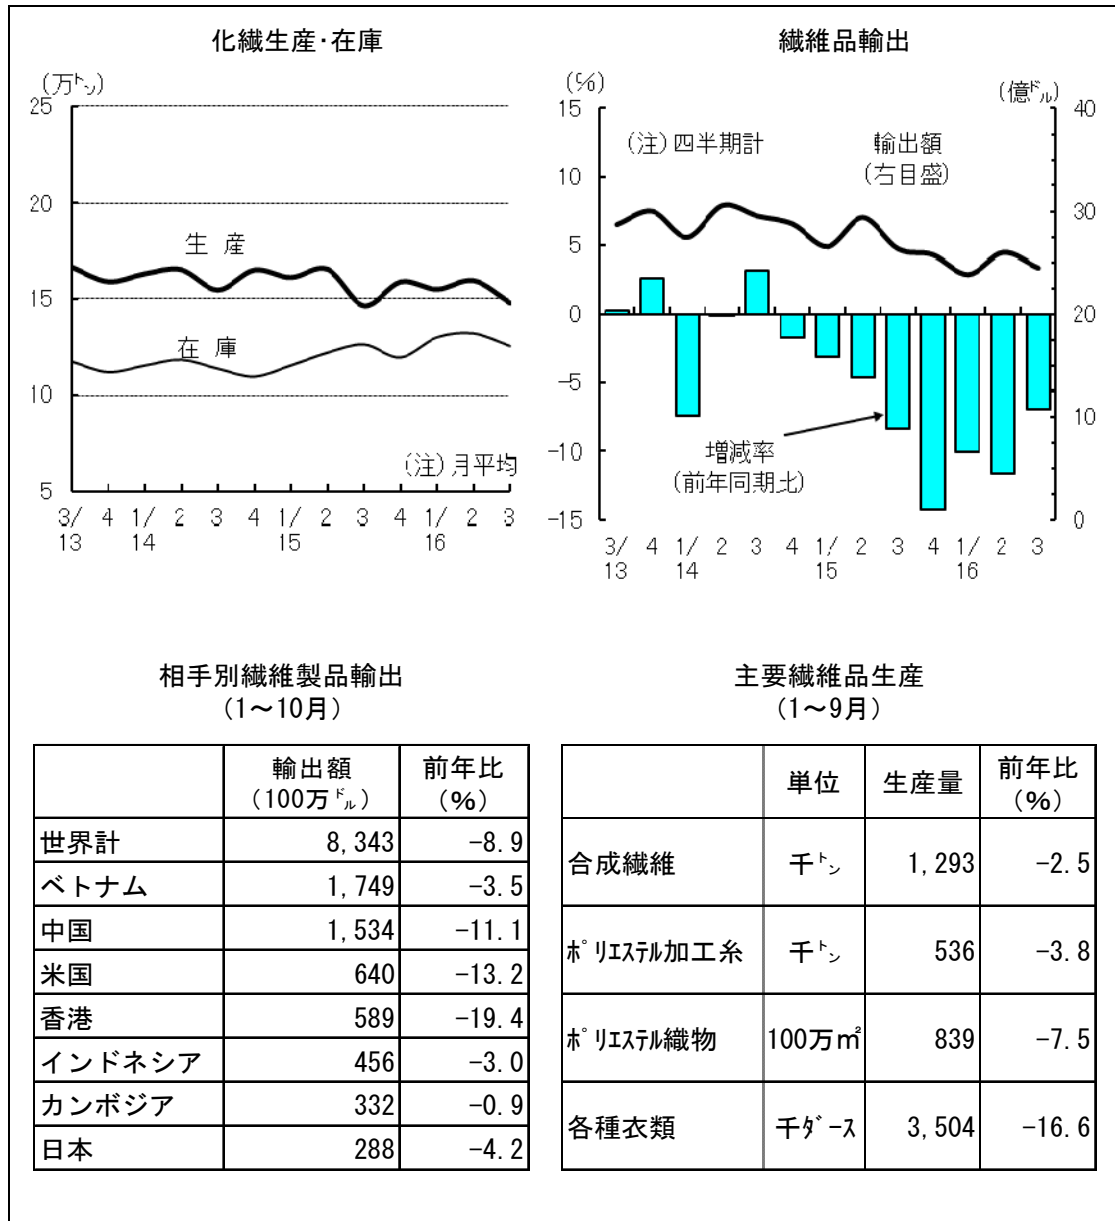 化繊生産・在庫
(万㌧)
25
20
15
10
5
生 産
在 庫
(注)月平均
3/ 4 1/ 2 3 4 1/ 2 3 4 1/ 2 3
13 14 15 16
繊維品輸出
(%)
(億㌦)
15
10
5
0
-5
-10
-15
40
30
20
10
0
(注)四半期計
輸出額
(右目盛)
増減率
(前年同期比)
3/ 4 1/ 2 3 4 1/ 2 3 4 1/ 2 3
13 14 15 16
相手別繊維製品輸出
(1~10月)
輸出額 前年比
(100万㌦) (%)
世界計 8,343 -8.9
ベトナム 1,749 -3.5
中国 1,534 -11.1
米国 640 -13.2
香港 589 -19.4
インドネシア 456 -3.0
カンボジア 332 -0.9
日本 288 -4.2
主要繊維品生産
(1~9月)
単位 生産量 前年比
(%)
合成繊維 千㌧ 1,293 -2.5
ポリエステル加工糸 千㌧ 536 -3.8
ポリエステル織物 100万㎡ 839 -7.5
各種衣類 千ダース 3,504 -16.6